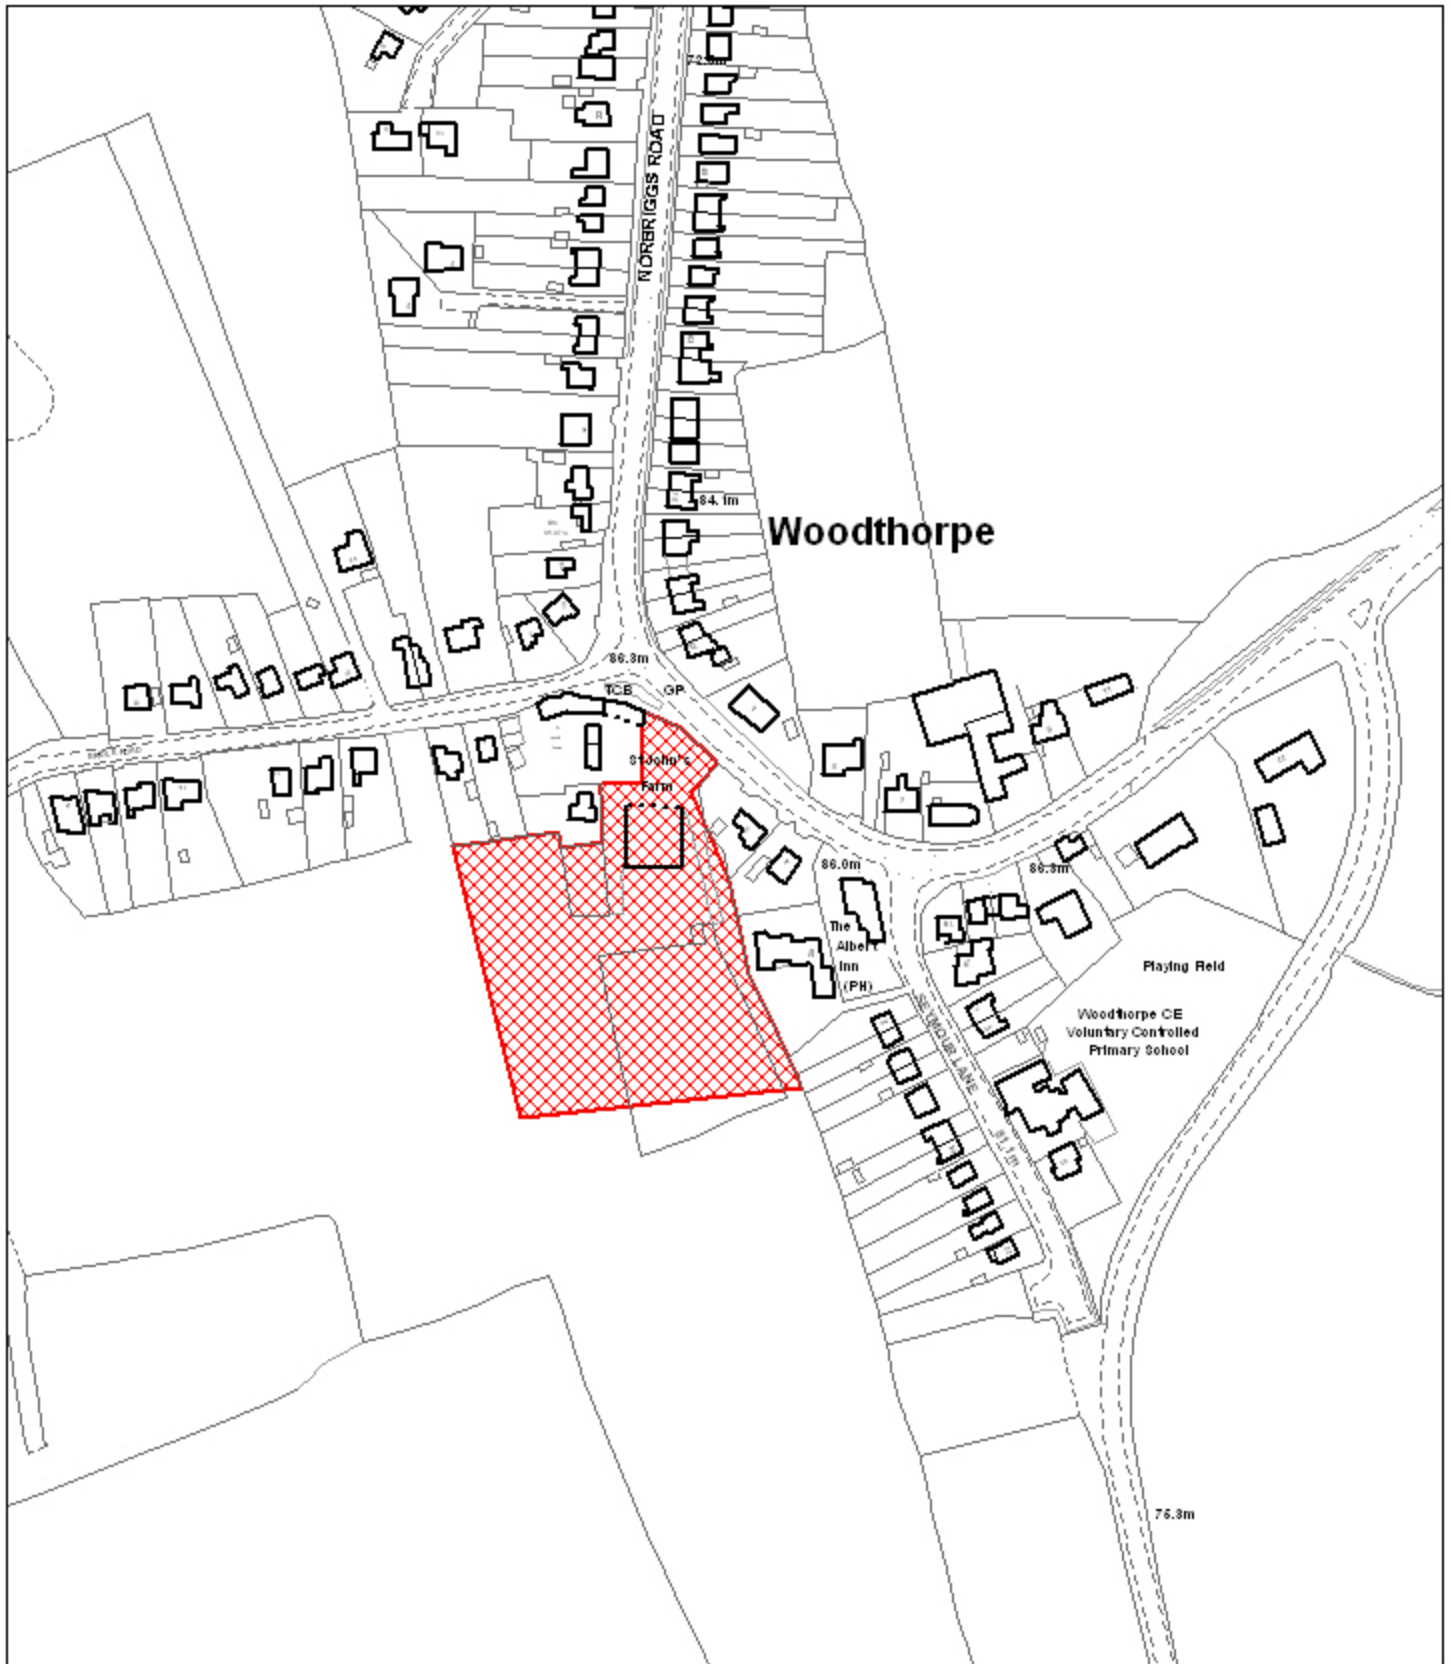 NORBRIGGS ROAD
84.1m
Woodthorpe
86.3m
TCB
GP
St John's
Farm
86.0m
86.3m
The
Albert
Inn
(PH)
Playing Field
Woodthorpe CE
Voluntary Controlled
Primary School
SEYMOUR LANE
81.1m
75.3m